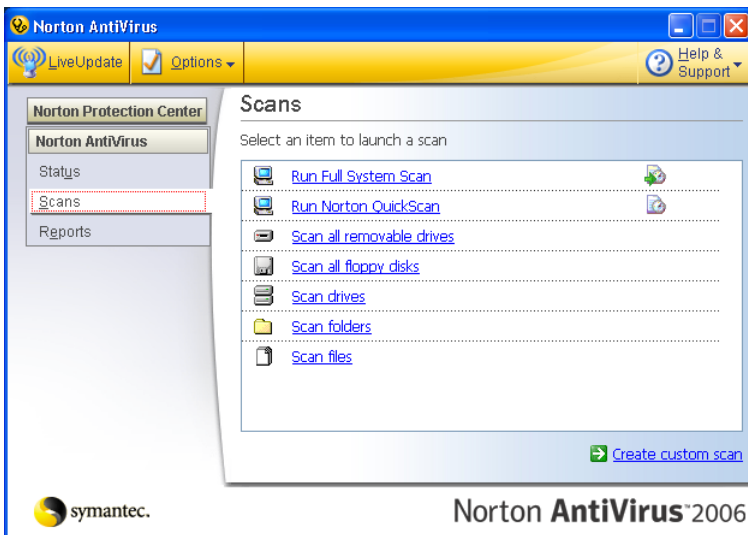 Norton AntiVirus
LiveUpdate
Options
Help & Support
Norton Protection Center
Norton AntiVirus
Status
Scans
Reports
Scans
Select an item to launch a scan
Run Full System Scan
Run Norton QuickScan
Scan all removable drives
Scan all floppy disks
Scan drives
Scan folders
Scan files
Create custom scan
symantec.
Norton AntiVirus™2006